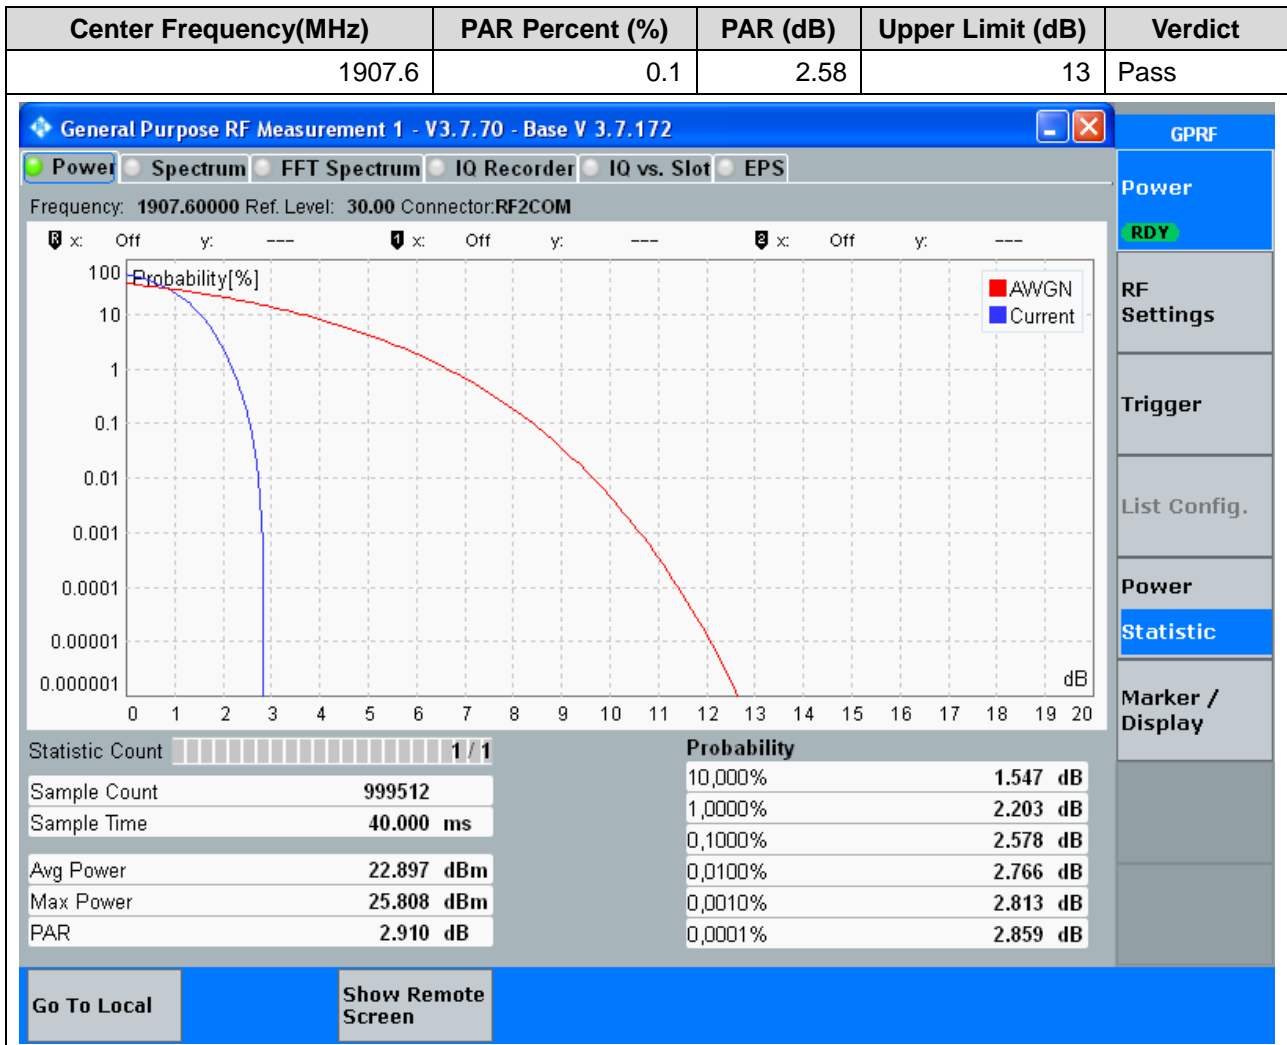 Center Frequency(MHz) PAR Percent (%) PAR (dB) Upper Limit (dB) Verdict
1907.6 0.1 2.58 13 Pass
General Purpose RF Measurement 1 - V3.7.70 - Base V 3.7.172
GPRF
Power Spectrum FFT Spectrum IQ Recorder IQ vs. Slot EPS
Power
RDY
Frequency: 1907.60000 Ref. Level: 30.00 Connector:RF2COM
R x: Off y: --- 1 x: Off y: --- 2 x: Off y: ---
Probability[%]
AWGN
Current
100
10
1
0.1
0.01
0.001
0.0001
0.00001
0.000001
dB
0 1 2 3 4 5 6 7 8 9 10 11 12 13 14 15 16 17 18 19 20
RF
Settings
Trigger
List Config.
Power
Statistic
Marker /
Display
Statistic Count 1 / 1
Sample Count 999512
Sample Time 40.000 ms
Avg Power 22.897 dBm
Max Power 25.808 dBm
PAR 2.910 dB
Probability
10,000% 1.547 dB
1,0000% 2.203 dB
0,1000% 2.578 dB
0,0100% 2.766 dB
0,0010% 2.813 dB
0,0001% 2.859 dB
Go To Local
Show Remote
Screen